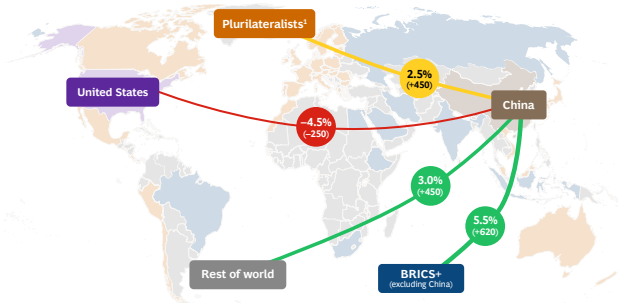 Plurilateralists¹
2.5%
(+450)
United States
China
–4.5%
(–250)
3.0%
(+450)
5.5%
(+620)
Rest of world
BRICS+
(excluding China)